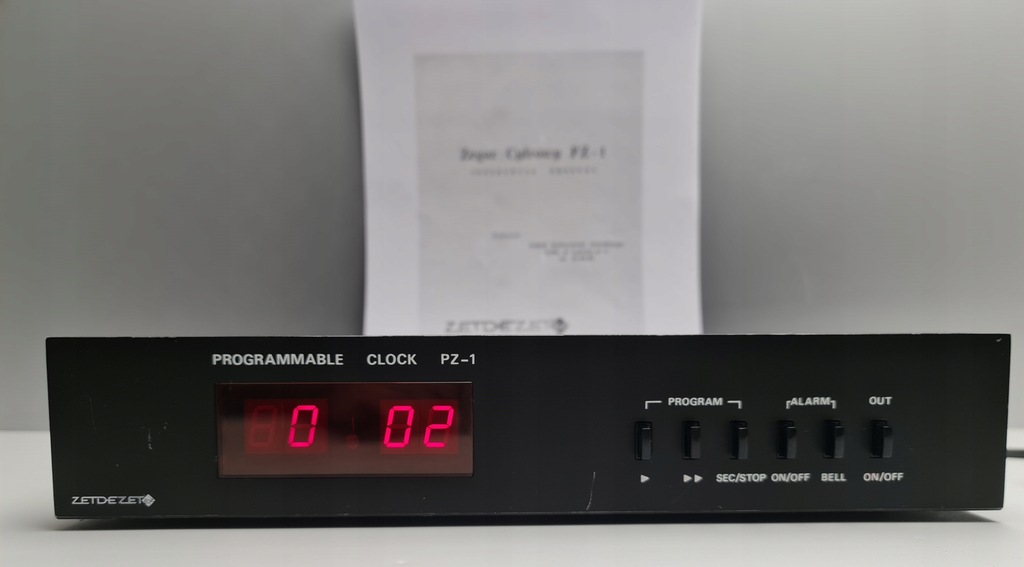 Zegar Cyfrowy PZ-1
ZETDEZET
PROGRAMMABLE CLOCK PZ-1
0 02
PROGRAM ALARM OUT
SEC/STOP ON/OFF BELL ON/OFF
ZETDEZET